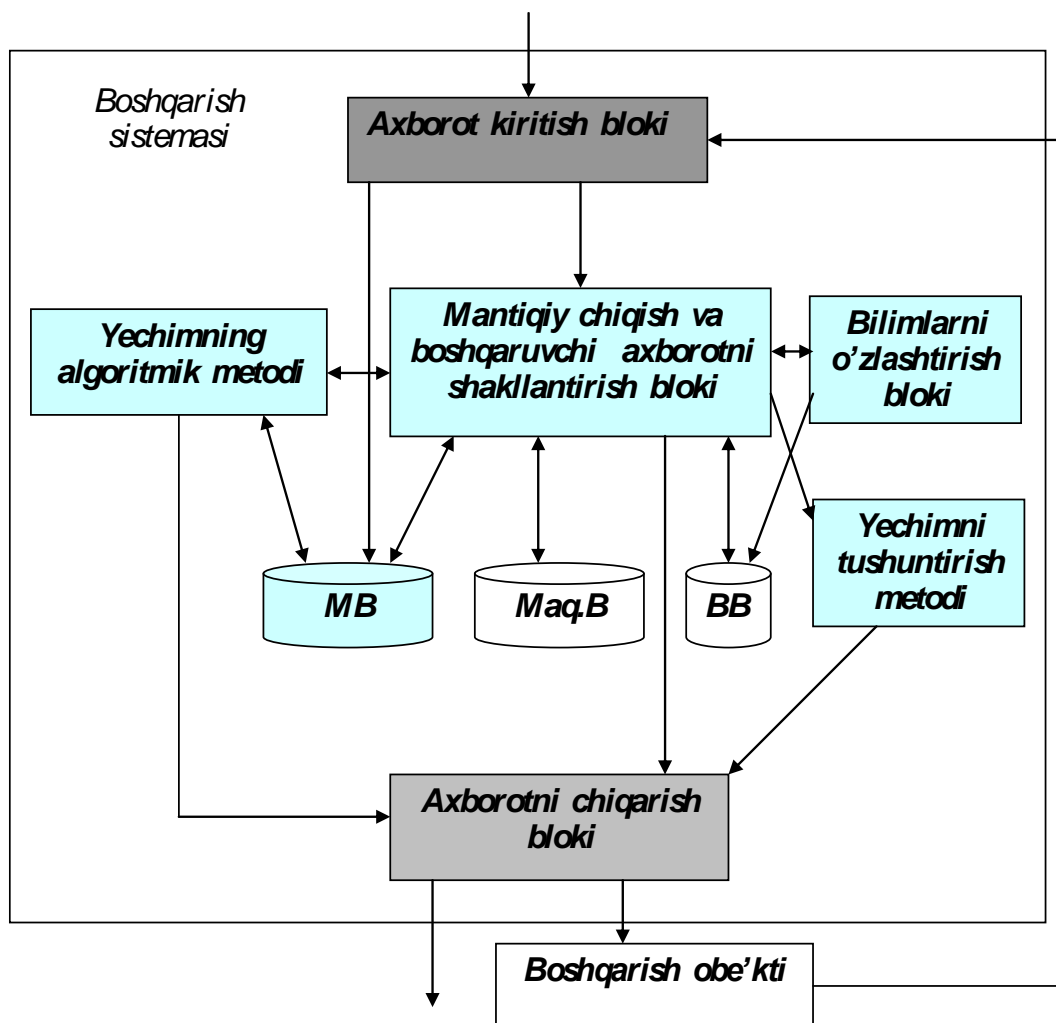 Boshqarish
sistemasi
Axborot kiritish bloki
Yechimning
algoritmik metodi
Mantiqiy chiqish va
boshqaruvchi axborotni
shakllantirish bloki
Bilimlarni
o’zlashtirish
bloki
Yechimni
tushuntirish
metodi
MB
Maq.B
BB
Axborotni chiqarish
bloki
Boshqarish obe’kti